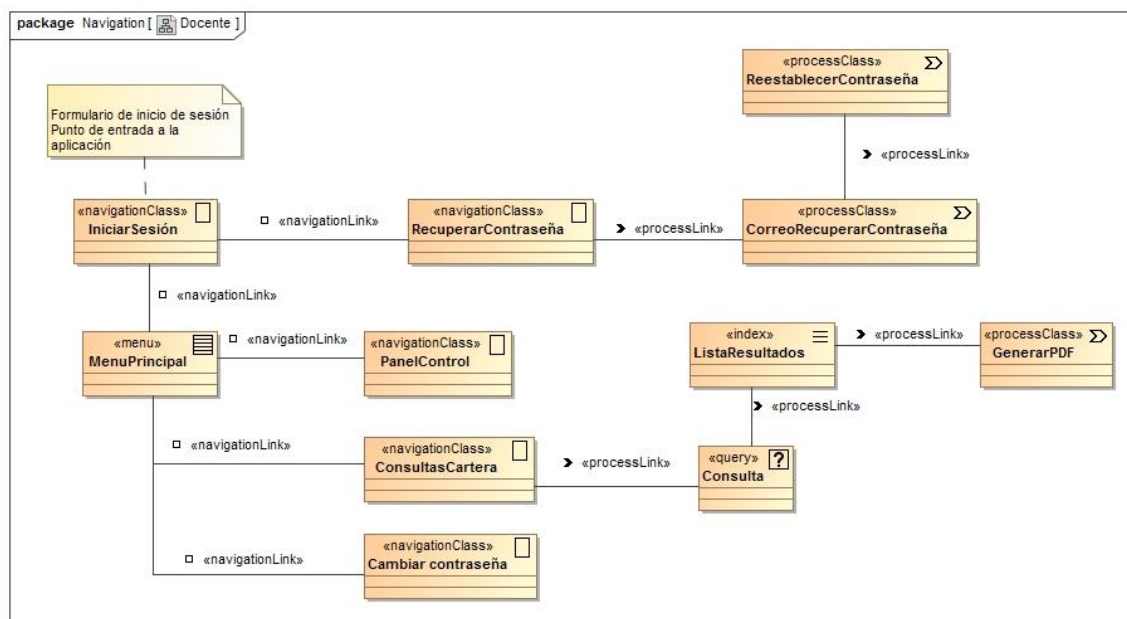 package Navigation [ Docente ]
Formulario de inicio de sesión
Punto de entrada a la
aplicación
«processClass»
ReestablecerContraseña
«processLink»
«navigationClass»
IniciarSesión
«navigationLink»
«navigationClass»
RecuperarContraseña
«processLink»
«processClass»
CorreoRecuperarContraseña
«navigationLink»
«menu»
MenuPrincipal
«navigationLink»
«navigationClass»
PanelControl
«index»
ListaResultados
«processLink»
«processClass»
GenerarPDF
«processLink»
«navigationLink»
«navigationClass»
ConsultasCartera
«processLink»
«query» ?
Consulta
«navigationLink»
«navigationClass»
Cambiar contraseña